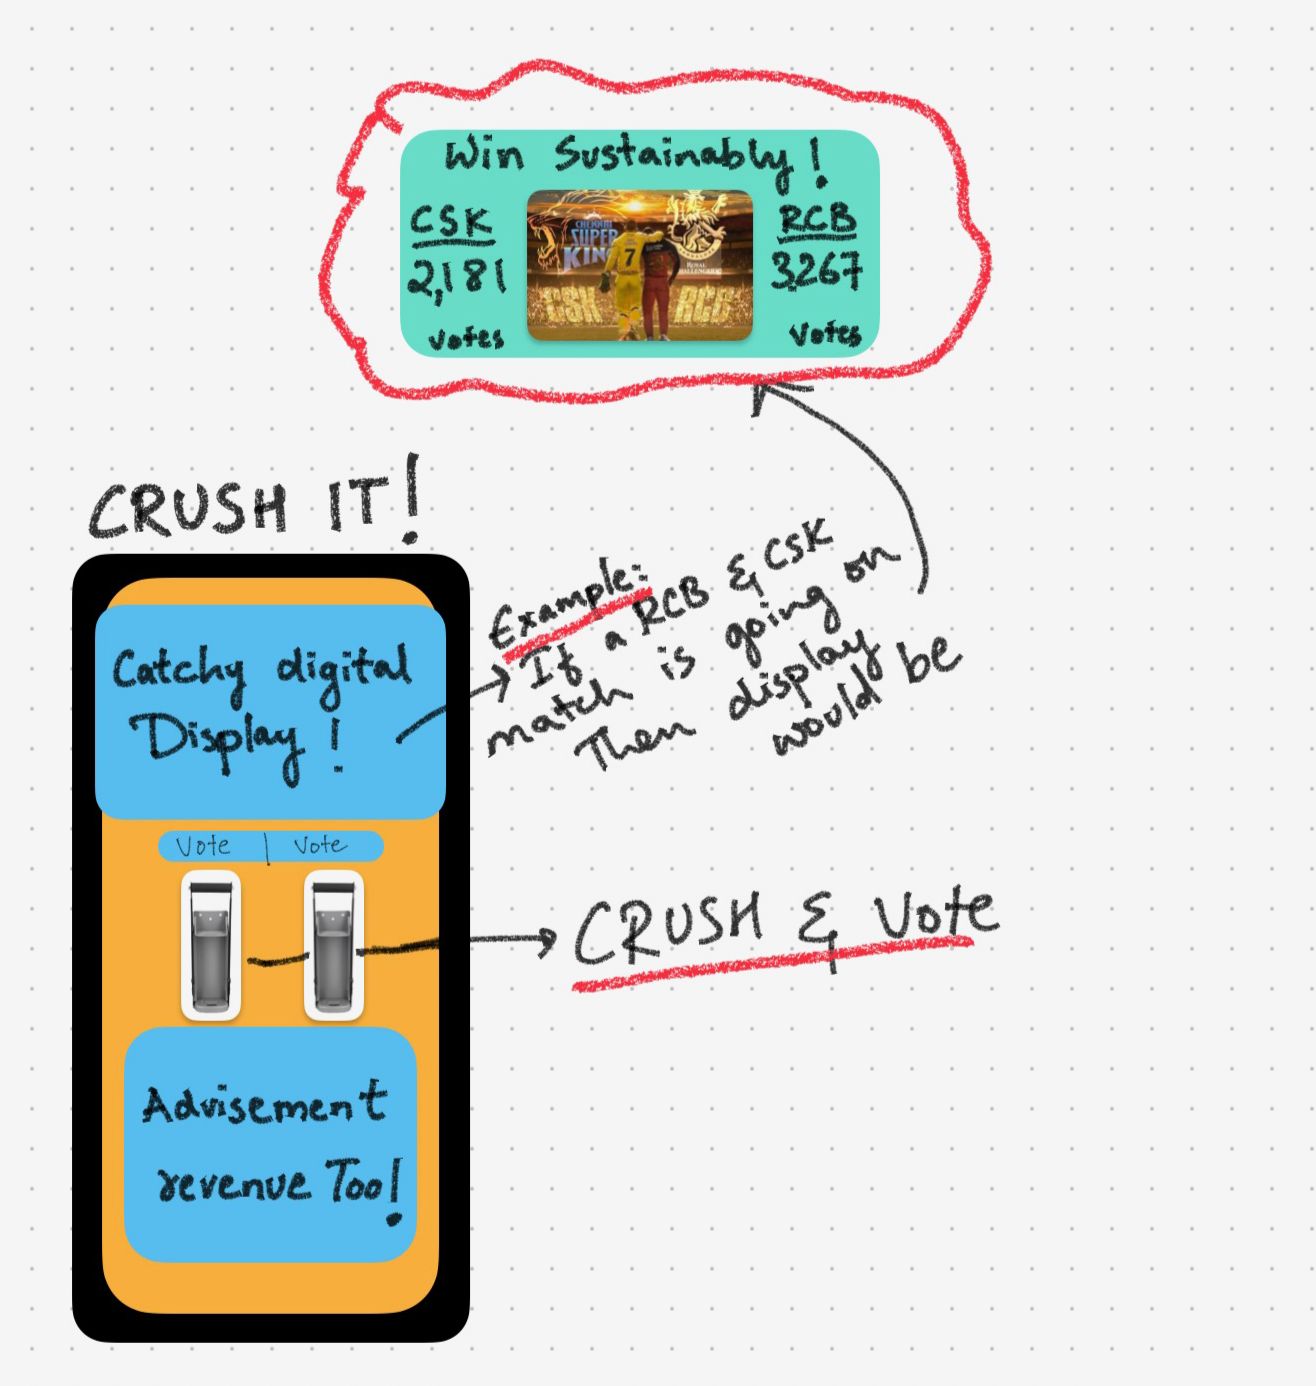 Win Sustainably!
CSK
2,181
votes
CHENNAI
SUPER
KING
7
ROYAL
CHALLENGERS
CSK
RCB
RCB
3267
Votes
CRUSH IT!
Catchy digital
Display!
Example:
If a RCB & CSK
match is going on
Then display
would be
Vote | Vote
CRUSH & Vote
Advisement
revenue Too!